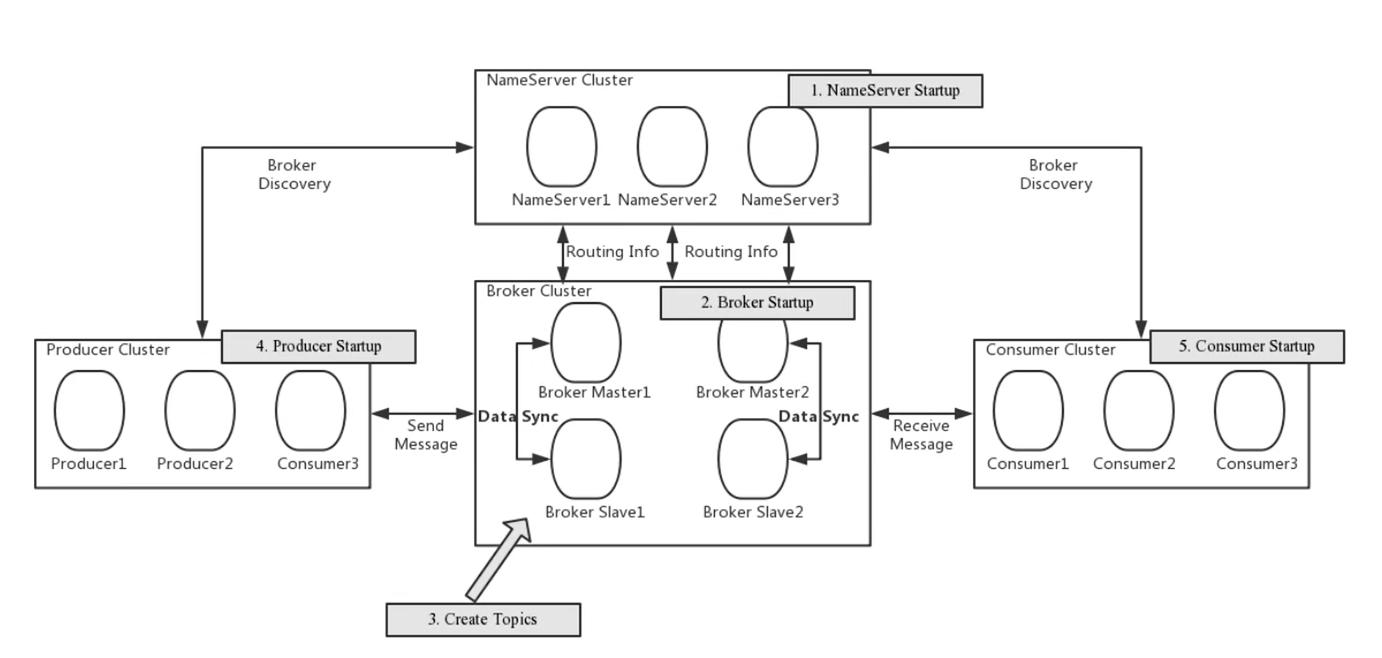 NameServer Cluster
1. NameServer Startup
NameServer1 NameServer2 NameServer3
Broker
Discovery
Broker
Discovery
Routing Info
Routing Info
Broker Cluster
2. Broker Startup
Broker Master1
Broker Master2
Data Sync
Data Sync
Broker Slave1
Broker Slave2
Producer Cluster
4. Producer Startup
Producer1 Producer2 Consumer3
Send
Message
Receive
Message
Consumer Cluster
5. Consumer Startup
Consumer1 Consumer2 Consumer3
3. Create Topics